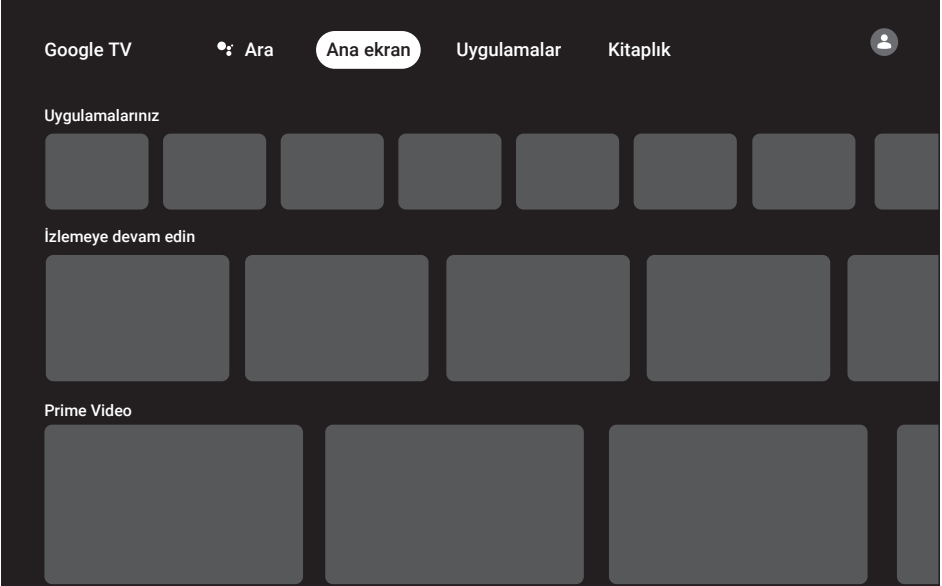 Google TV Ara Ana ekran Uygulamalar Kitaplık
Uygulamalarınız
İzlemeye devam edin
Prime Video